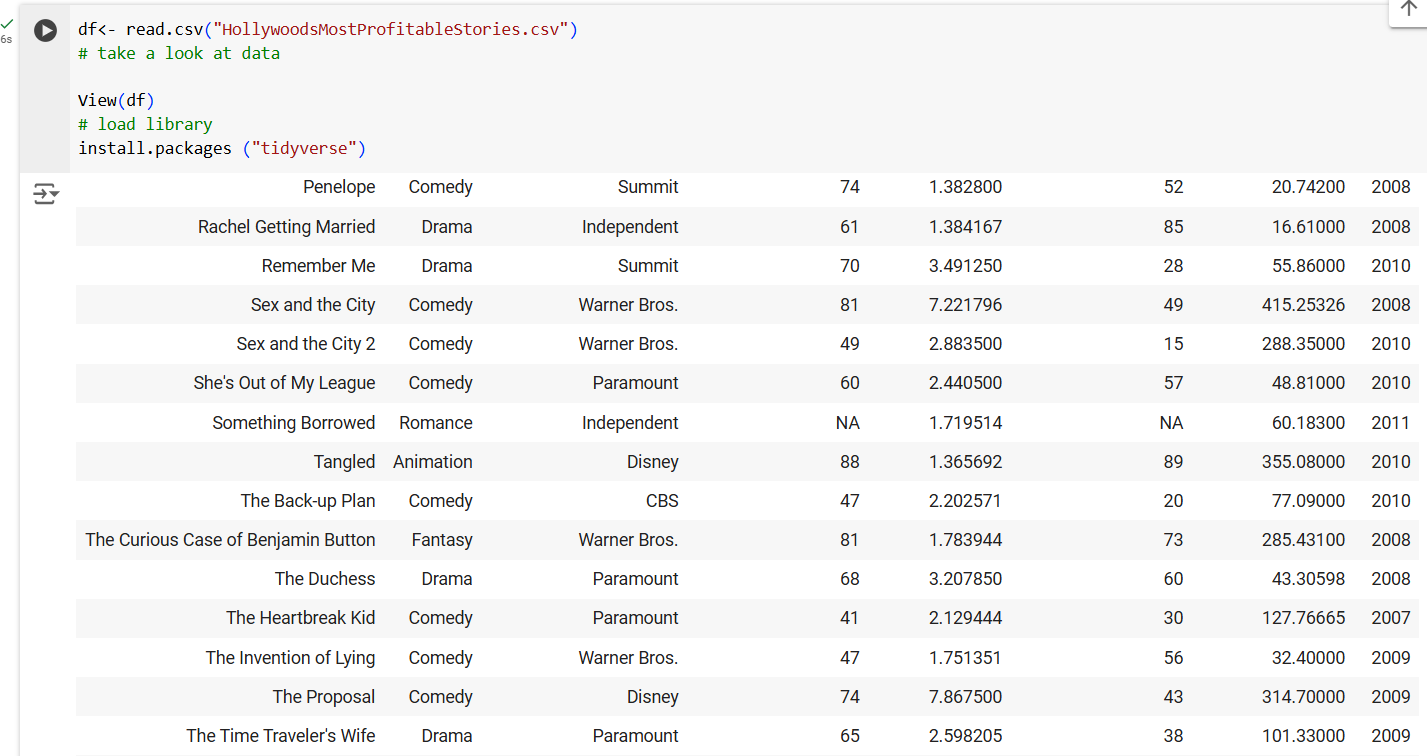 df<- read.csv("HollywoodsMostProfitableStories.csv")
6s
# take a look at data
View(df)
# load library
install.packages ("tidyverse")
Penelope Comedy Summit 74 1.382800 52 20.74200 2008
Rachel Getting Married Drama Independent 61 1.384167 85 16.61000 2008
Remember Me Drama Summit 70 3.491250 28 55.86000 2010
Sex and the City Comedy Warner Bros. 81 7.221796 49 415.25326 2008
Sex and the City 2 Comedy Warner Bros. 49 2.883500 15 288.35000 2010
She's Out of My League Comedy Paramount 60 2.440500 57 48.81000 2010
Something Borrowed Romance Independent NA 1.719514 NA 60.18300 2011
Tangled Animation Disney 88 1.365692 89 355.08000 2010
The Back-up Plan Comedy CBS 47 2.202571 20 77.09000 2010
The Curious Case of Benjamin Button Fantasy Warner Bros. 81 1.783944 73 285.43100 2008
The Duchess Drama Paramount 68 3.207850 60 43.30598 2008
The Heartbreak Kid Comedy Paramount 41 2.129444 30 127.76665 2007
The Invention of Lying Comedy Warner Bros. 47 1.751351 56 32.40000 2009
The Proposal Comedy Disney 74 7.867500 43 314.70000 2009
The Time Traveler's Wife Drama Paramount 65 2.598205 38 101.33000 2009